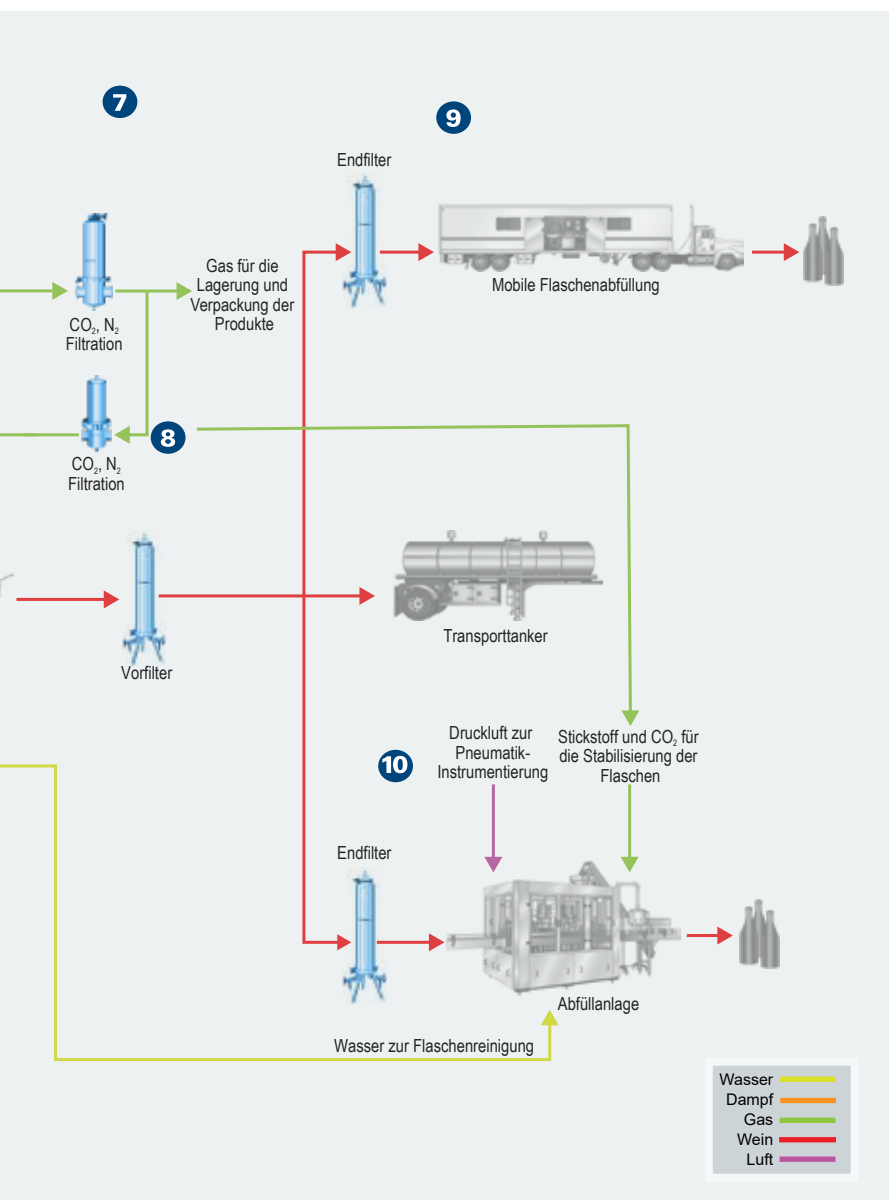 7
9
Endfilter
Gas für die
Lagerung und
Verpackung der
Produkte
Mobile Flaschenabfüllung
CO₂, N₂
Filtration
8
CO₂, N₂
Filtration
Transporttanker
Vorfilter
10
Druckluft zur
Pneumatik-
Instrumentierung
Stickstoff und CO₂ für
die Stabilisierung der
Flaschen
Endfilter
Abfüllanlage
Wasser zur Flaschenreinigung
Wasser
Dampf
Gas
Wein
Luft